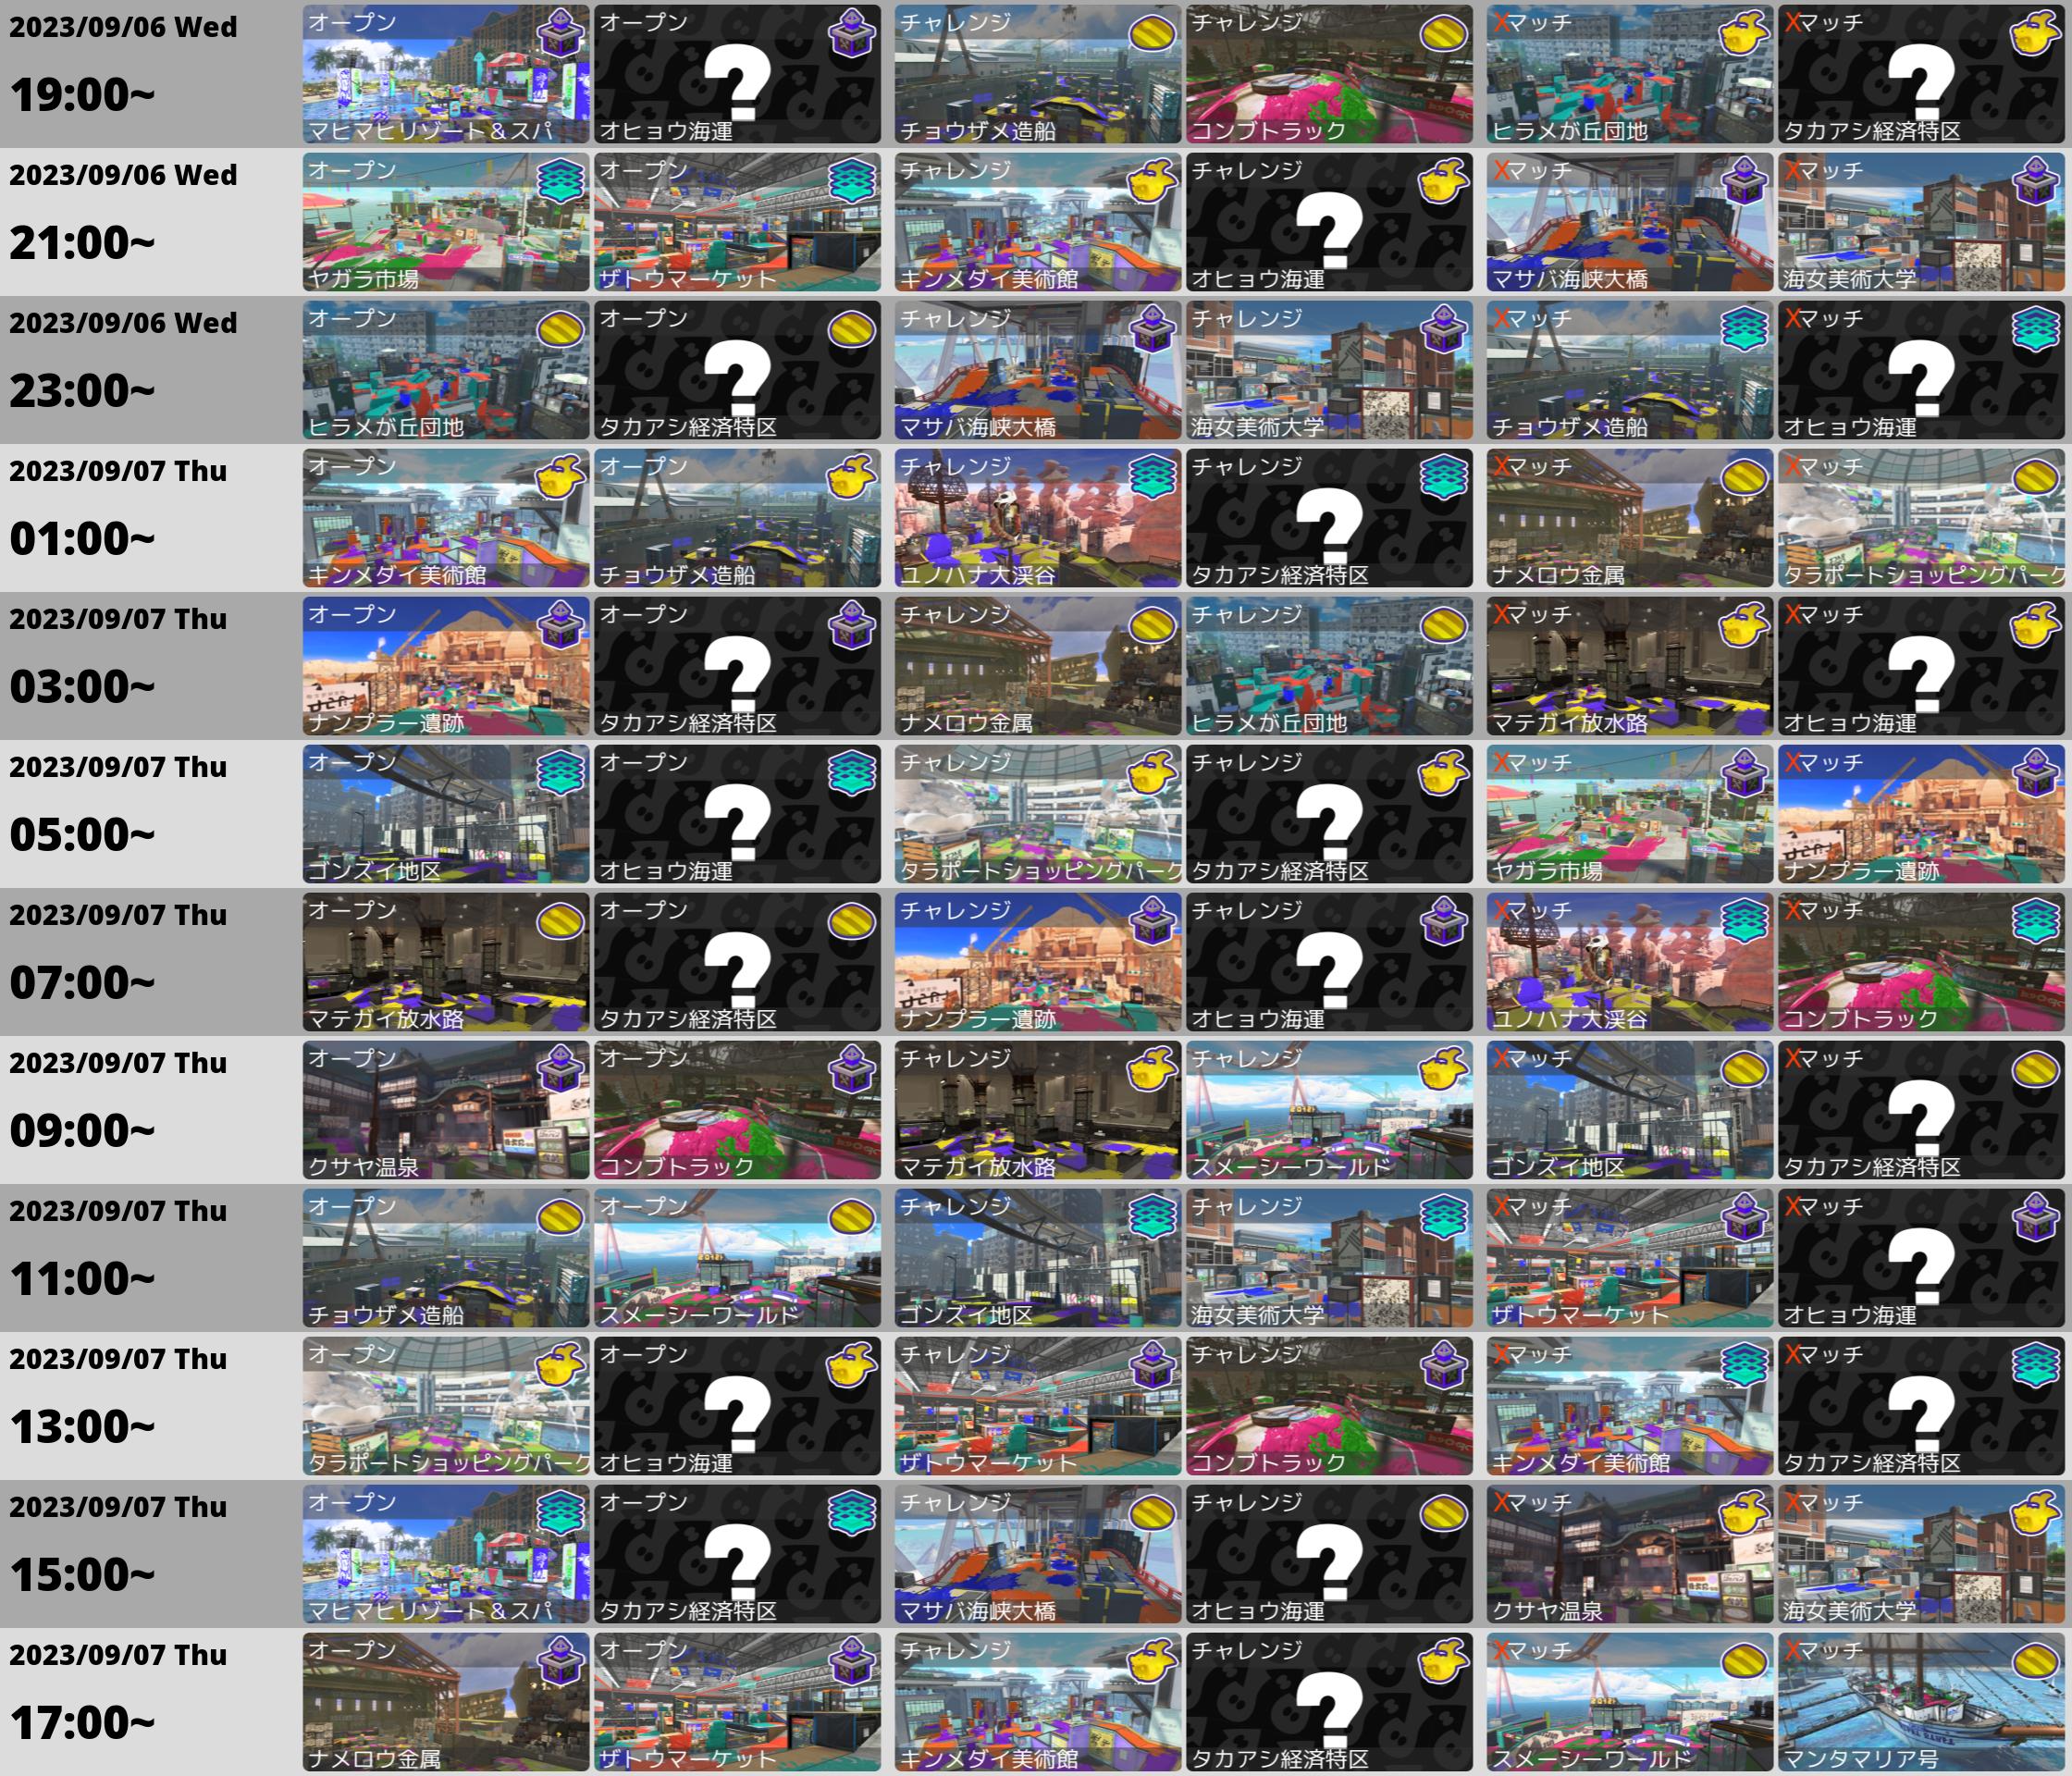 2023/09/06 Wed
19:00~
オープン
マヒマヒリゾート＆スパ
オープン
オヒョウ海運
チャレンジ
チョウザメ造船
チャレンジ
コンブトラック
Xマッチ
ヒラメが丘団地
Xマッチ
タカアシ経済特区
2023/09/06 Wed
21:00~
オープン
ヤガラ市場
オープン
ザトウマーケット
チャレンジ
キンメダイ美術館
チャレンジ
オヒョウ海運
Xマッチ
マサバ海峡大橋
Xマッチ
海女美術大学
2023/09/06 Wed
23:00~
オープン
ヒラメが丘団地
オープン
タカアシ経済特区
チャレンジ
マサバ海峡大橋
チャレンジ
海女美術大学
Xマッチ
チョウザメ造船
Xマッチ
オヒョウ海運
2023/09/07 Thu
01:00~
オープン
キンメダイ美術館
オープン
チョウザメ造船
チャレンジ
ユノハナ大渓谷
チャレンジ
タカアシ経済特区
Xマッチ
ナメロウ金属
Xマッチ
タラポートショッピングパーク
2023/09/07 Thu
03:00~
オープン
ナンプラー遺跡
オープン
タカアシ経済特区
チャレンジ
ナメロウ金属
チャレンジ
ヒラメが丘団地
Xマッチ
マテガイ放水路
Xマッチ
オヒョウ海運
2023/09/07 Thu
05:00~
オープン
ゴンズイ地区
オープン
オヒョウ海運
チャレンジ
タラポートショッピングパーク
チャレンジ
タカアシ経済特区
Xマッチ
ヤガラ市場
Xマッチ
ナンプラー遺跡
2023/09/07 Thu
07:00~
オープン
マテガイ放水路
オープン
タカアシ経済特区
チャレンジ
ナンプラー遺跡
チャレンジ
オヒョウ海運
Xマッチ
ユノハナ大渓谷
Xマッチ
コンブトラック
2023/09/07 Thu
09:00~
オープン
クサヤ温泉
オープン
コンブトラック
チャレンジ
マテガイ放水路
チャレンジ
スメーシーワールド
Xマッチ
ゴンズイ地区
Xマッチ
タカアシ経済特区
2023/09/07 Thu
11:00~
オープン
チョウザメ造船
オープン
スメーシーワールド
チャレンジ
ゴンズイ地区
チャレンジ
海女美術大学
Xマッチ
ザトウマーケット
Xマッチ
オヒョウ海運
2023/09/07 Thu
13:00~
オープン
タラポートショッピングパーク
オープン
オヒョウ海運
チャレンジ
ザトウマーケット
チャレンジ
コンブトラック
Xマッチ
キンメダイ美術館
Xマッチ
タカアシ経済特区
2023/09/07 Thu
15:00~
オープン
マヒマヒリゾート＆スパ
オープン
タカアシ経済特区
チャレンジ
マサバ海峡大橋
チャレンジ
オヒョウ海運
Xマッチ
クサヤ温泉
Xマッチ
海女美術大学
2023/09/07 Thu
17:00~
オープン
ナメロウ金属
オープン
ザトウマーケット
チャレンジ
キンメダイ美術館
チャレンジ
タカアシ経済特区
Xマッチ
スメーシーワールド
Xマッチ
マンタマリア号